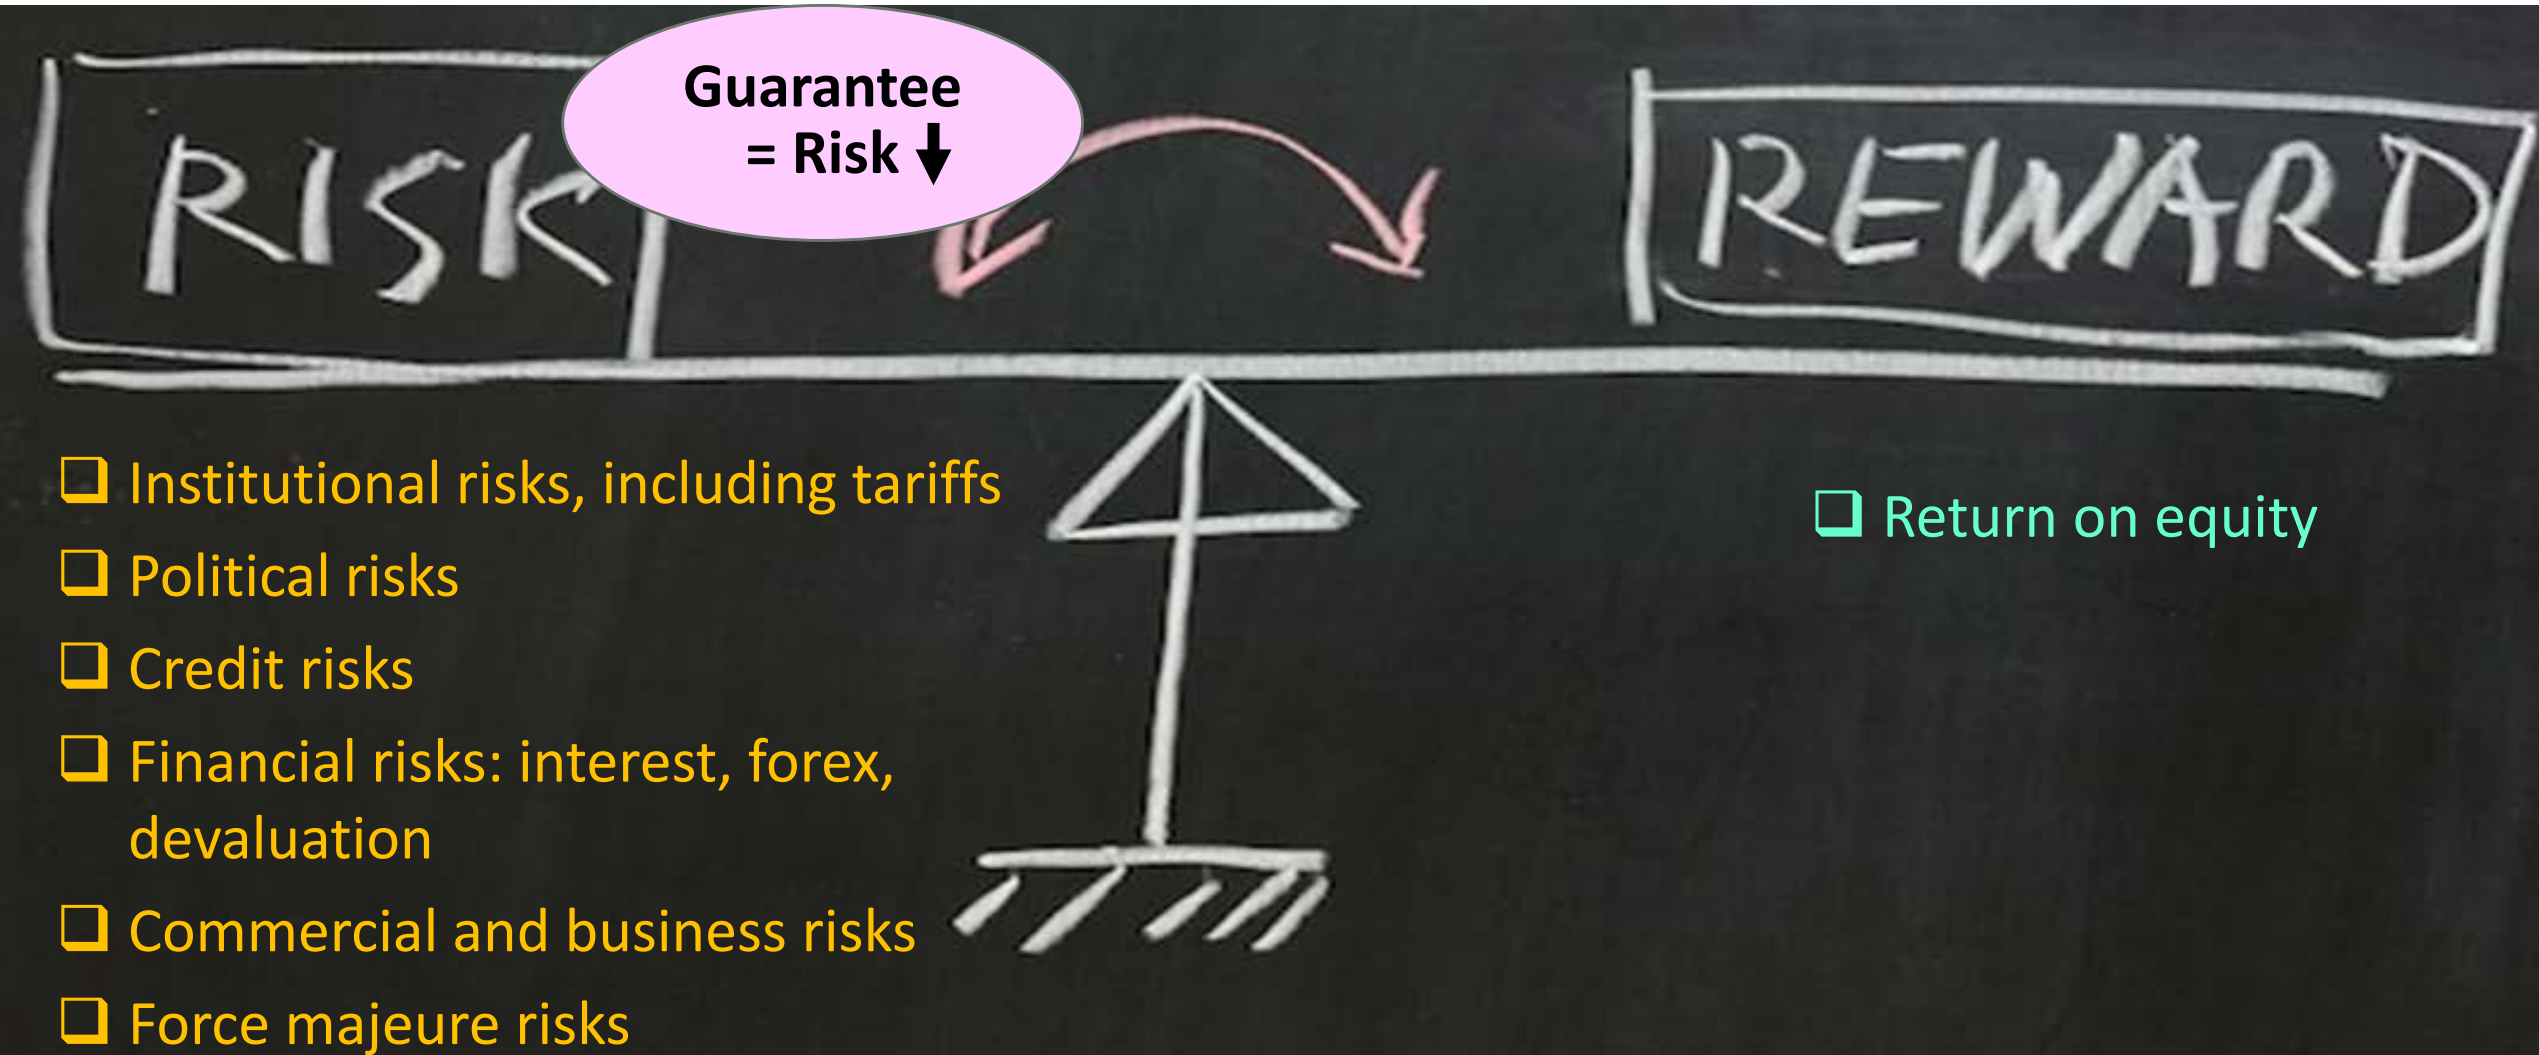 Guarantee
= Risk
RISK
REWARD
❑ Institutional risks, including tariffs
❑ Political risks
❑ Credit risks
❑ Financial risks: interest, forex,
devaluation
❑ Commercial and business risks
❑ Force majeure risks
❑ Return on equity